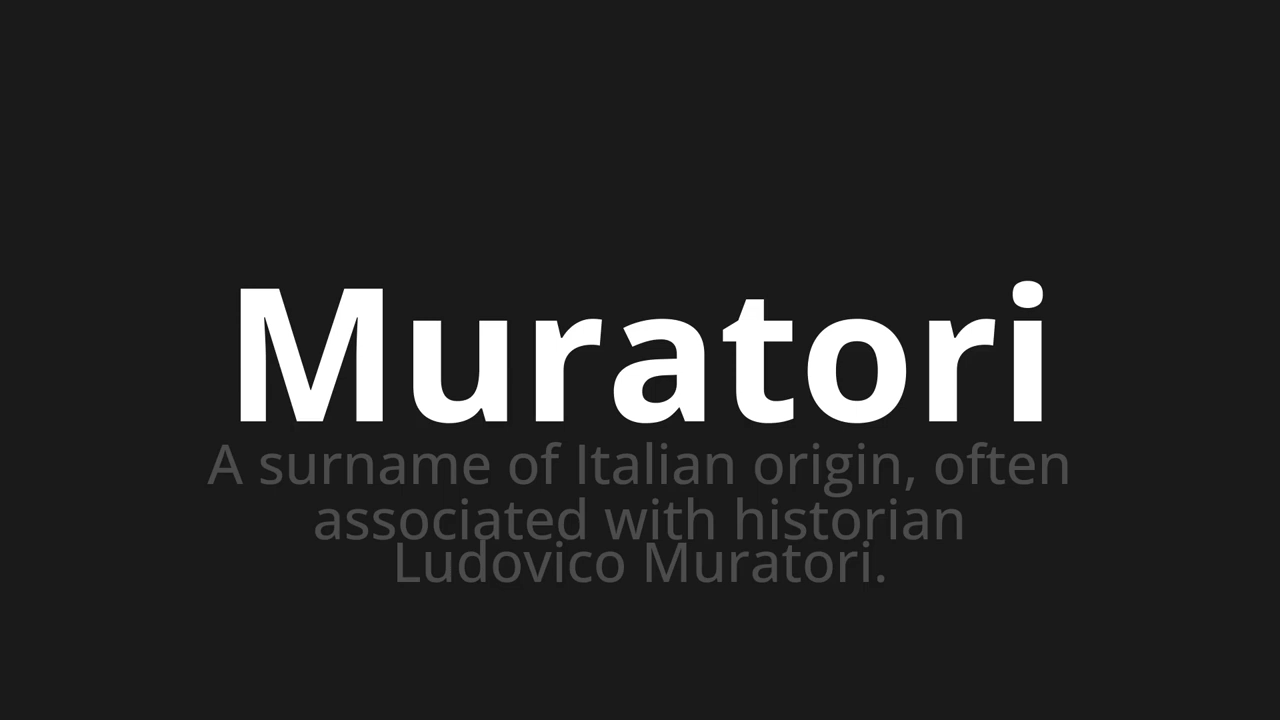 Muratori
A surname of Italian origin, often
associated with historian
Ludovico Muratori.